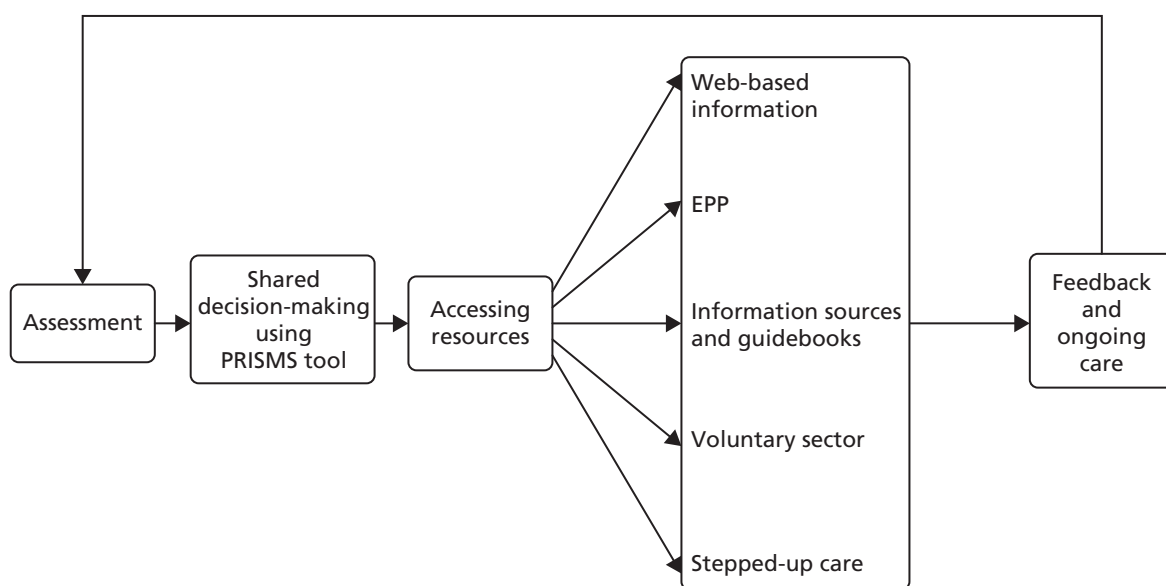 Assessment
Shared
decision-making
using
PRISMS tool
Accessing
resources
Web-based
information
EPP
Information sources
and guidebooks
Voluntary sector
Stepped-up care
Feedback
and
ongoing
care